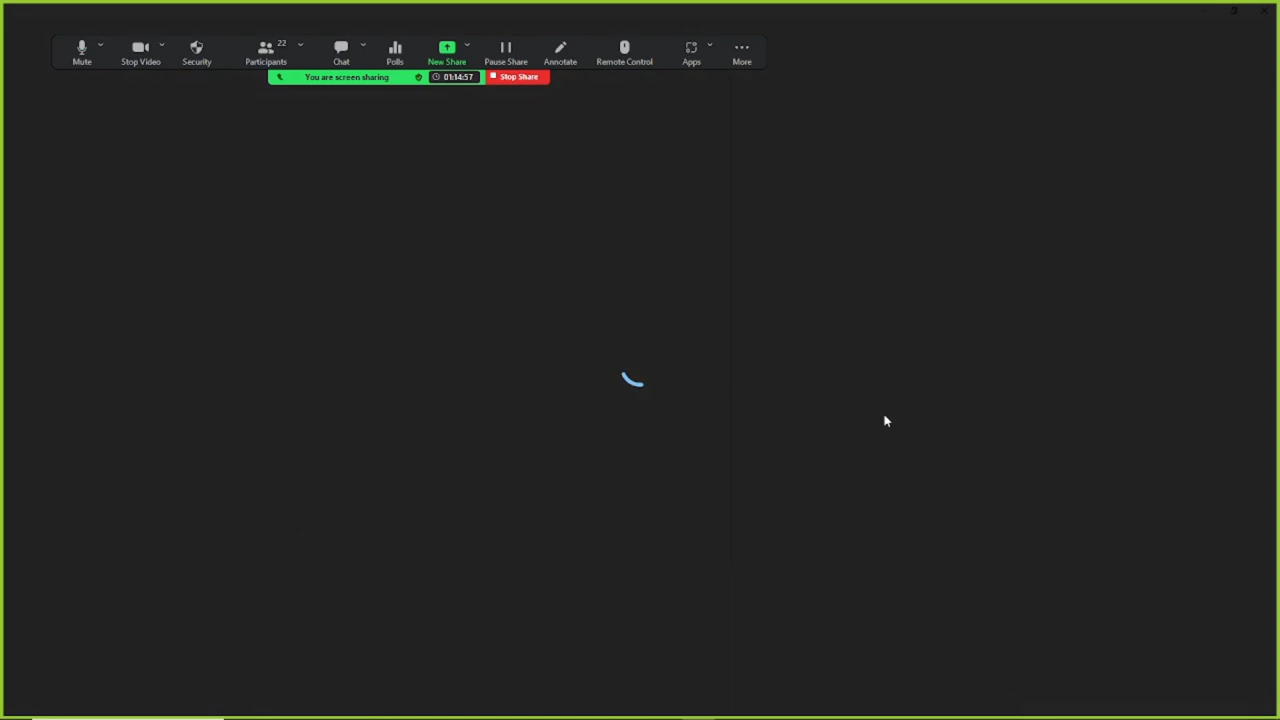 22
Mute Stop Video Security Participants Chat Polls New Share Pause Share Annotate Remote Control Apps More
You are screen sharing 01:14:57 Stop Share